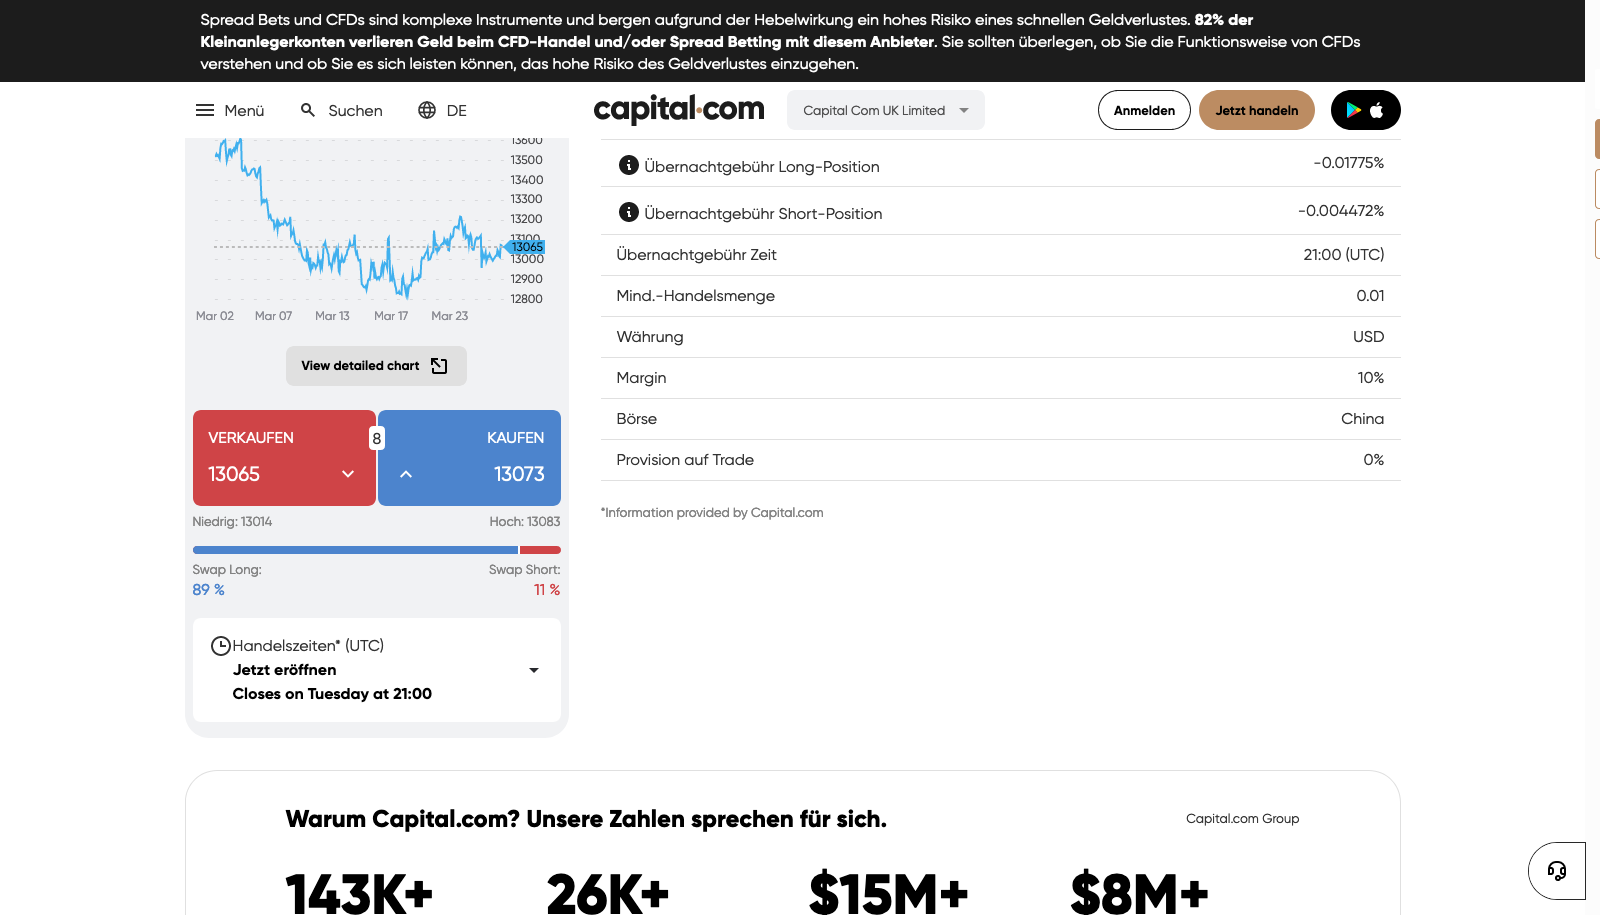 Spread Bets und CFDs sind komplexe Instrumente und bergen aufgrund der Hebelwirkung ein hohes Risiko eines schnellen Geldverlustes. 82% der
Kleinanlegerkonten verlieren Geld beim CFD-Handel und/oder Spread Betting mit diesem Anbieter. Sie sollten überlegen, ob Sie die Funktionsweise von CFDs
verstehen und ob Sie es sich leisten können, das hohe Risiko des Geldverlustes einzugehen.
Menü
Suchen
DE
capital.com
Capital Com UK Limited
Anmelden
Jetzt handeln
13600
13500
13400
13300
13200
13100
13065
13000
12900
12800
Mar 02
Mar 07
Mar 13
Mar 17
Mar 23
View detailed chart
VERKAUFEN
13065
8
KAUFEN
13073
Niedrig: 13014
Hoch: 13083
Swap Long:
89 %
Swap Short:
11 %
Handelszeiten* (UTC)
Jetzt eröffnen
Closes on Tuesday at 21:00
Übernachtgebühr Long-Position
-0.01775%
Übernachtgebühr Short-Position
-0.004472%
Übernachtgebühr Zeit
21:00 (UTC)
Mind.-Handelsmenge
0.01
Währung
USD
Margin
10%
Börse
China
Provision auf Trade
0%
*Information provided by Capital.com
Warum Capital.com? Unsere Zahlen sprechen für sich.
Capital.com Group
143K+
26K+
$15M+
$8M+